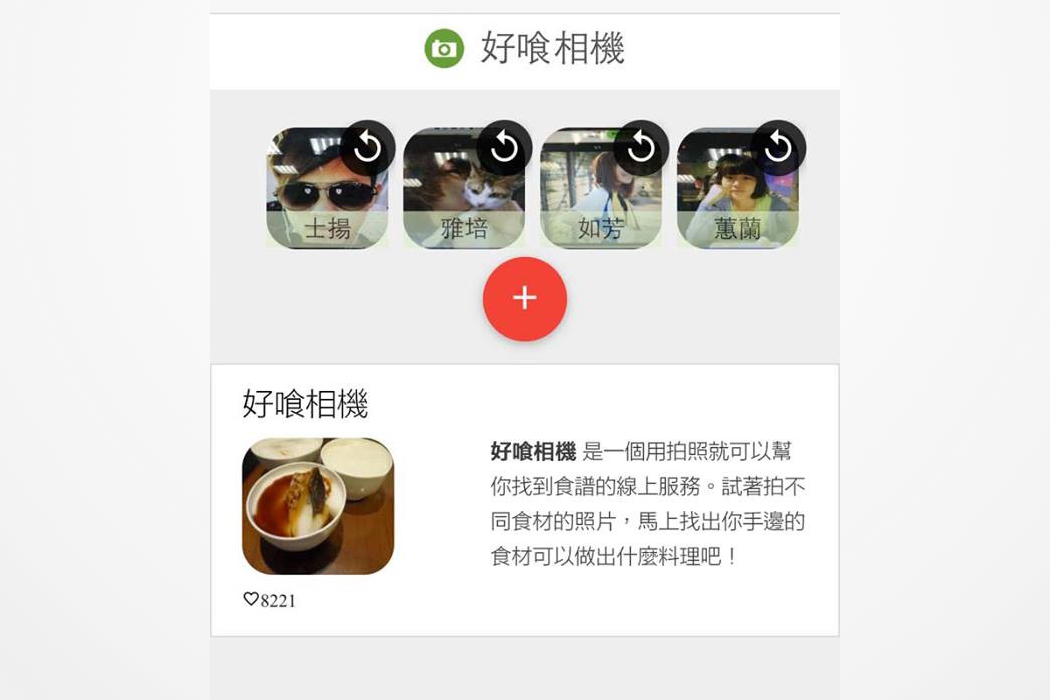 好喰相機
士揚 雅培 如芳 蕙蘭
+
好喰相機
好喰相機 是一個用拍照就可以幫
你找到食譜的線上服務。試著拍不
同食材的照片，馬上找出你手邊的
食材可以做出什麼料理吧！
♡8221